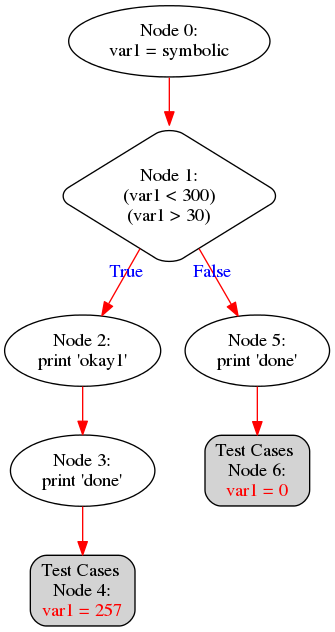 Node 0:
var1 = symbolic
Node 1:
(var1 < 300)
(var1 > 30)
True
False
Node 2:
print 'okay1'
Node 5:
print 'done'
Node 3:
print 'done'
Test Cases
Node 6:
var1 = 0
Test Cases
Node 4:
var1 = 257